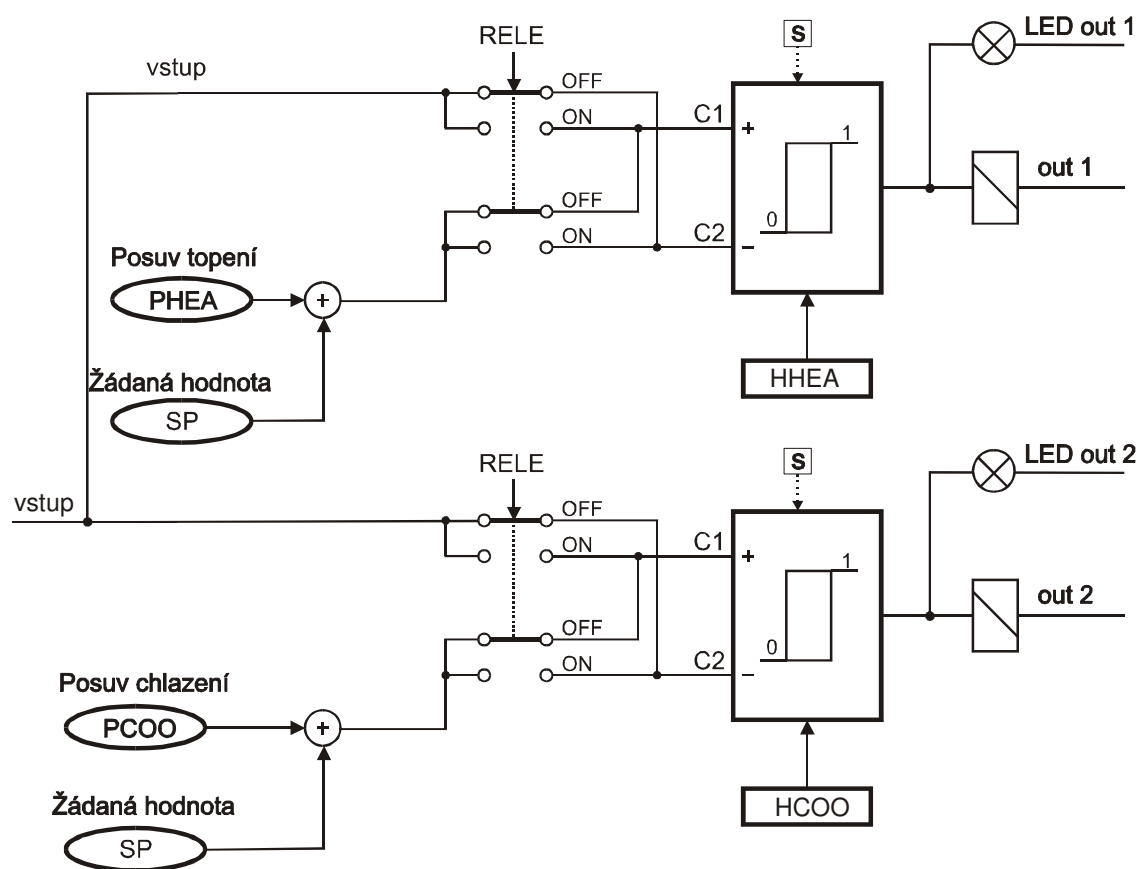 LED out 1
S
RELE
vstup
OFF
C1
ON
+
1
out 1
OFF
0
C2
ON
−
Posuv topení
PHEA
+
HHEA
Žádaná hodnota
SP
LED out 2
S
RELE
vstup
OFF
C1
ON
+
1
out 2
OFF
0
C2
ON
−
Posuv chlazení
PCOO
+
HCOO
Žádaná hodnota
SP